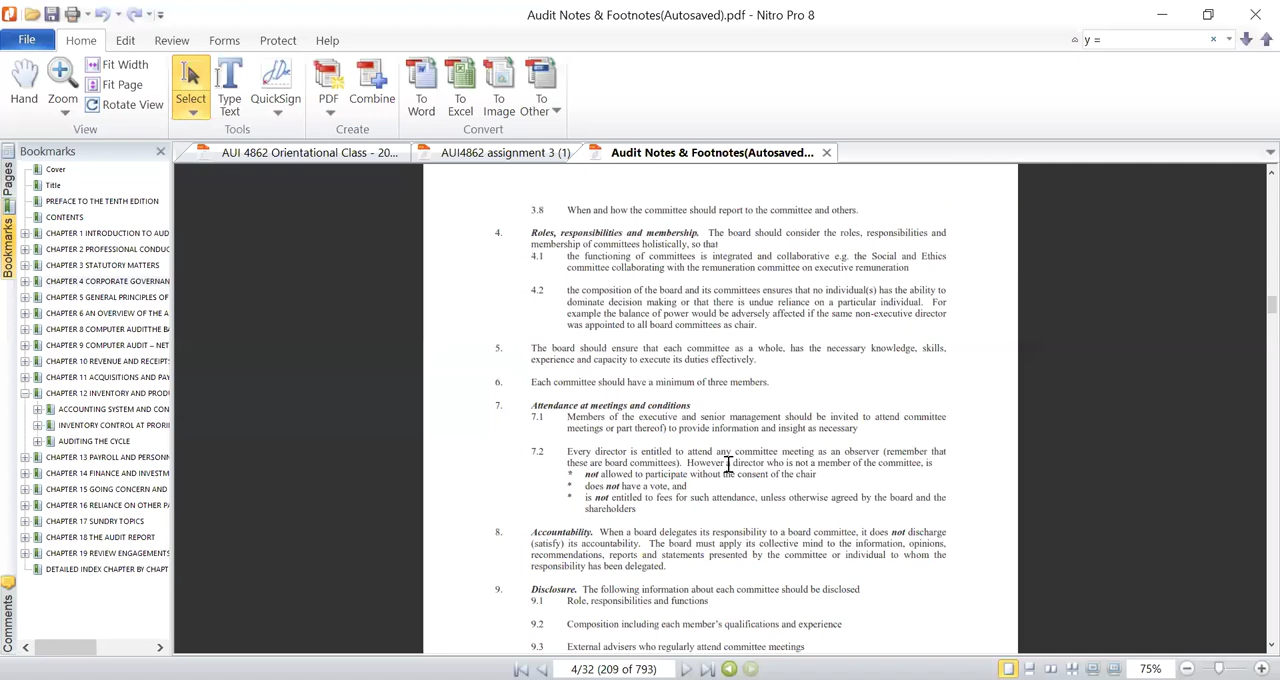 Audit Notes & Footnotes(Autosaved).pdf - Nitro Pro 8
File Home Edit Review Forms Protect Help
y =
Hand
Zoom
Fit Width
Fit Page
Rotate View
View
Select
Type Text
QuickSign
Tools
PDF
Combine
Create
To Word
To Excel
To Image
To Other
Convert
Bookmarks
AUI 4862 Orientational Class - 20...
AUI4862 assignment 3 (1)
Audit Notes & Footnotes(Autosaved...
Pages
Bookmarks
Comments
Cover
Title
PREFACE TO THE TENTH EDITION
CONTENTS
CHAPTER 1 INTRODUCTION TO AUD
CHAPTER 2 PROFESSIONAL CONDUC
CHAPTER 3 STATUTORY MATTERS
CHAPTER 4 CORPORATE GOVERNAN
CHAPTER 5 GENERAL PRINCIPLES OF
CHAPTER 6 AN OVERVIEW OF THE A
CHAPTER 8 COMPUTER AUDITTHE BA
CHAPTER 9 COMPUTER AUDIT – NET
CHAPTER 10 REVENUE AND RECEIPT
CHAPTER 11 ACQUISITIONS AND PAY
CHAPTER 12 INVENTORY AND PRODU
ACCOUNTING SYSTEM AND CON
INVENTORY CONTROL AT PRORII
AUDITING THE CYCLE
CHAPTER 13 PAYROLL AND PERSONN
CHAPTER 14 FINANCE AND INVESTM
CHAPTER 15 GOING CONCERN AND
CHAPTER 16 RELIANCE ON OTHER PA
CHAPTER 17 SUNDRY TOPICS
CHAPTER 18 THE AUDIT REPORT
CHAPTER 19 REVIEW ENGAGEMENTS
DETAILED INDEX CHAPTER BY CHAPT
3.8 When and how the committee should report to the committee and others.
4. Roles, responsibilities and membership. The board should consider the roles, responsibilities and
membership of committees holistically, so that
4.1 the functioning of committees is integrated and collaborative e.g. the Social and Ethics
committee collaborating with the remuneration committee on executive remuneration
4.2 the composition of the board and its committees ensures that no individual(s) has the ability to
dominate decision making or that there is undue reliance on a particular individual. For
example the balance of power would be adversely affected if the same non-executive director
was appointed to all board committees as chair.
5. The board should ensure that each committee as a whole, has the necessary knowledge, skills,
experience and capacity to execute its duties effectively.
6. Each committee should have a minimum of three members.
7. Attendance at meetings and conditions
7.1 Members of the executive and senior management should be invited to attend committee
meetings or part thereof) to provide information and insight as necessary
7.2 Every director is entitled to attend any committee meeting as an observer (remember that
these are board committees). However a director who is not a member of the committee, is
* not allowed to participate without the consent of the chair
* does not have a vote, and
* is not entitled to fees for such attendance, unless otherwise agreed by the board and the
shareholders
8. Accountability. When a board delegates its responsibility to a board committee, it does not discharge
(satisfy) its accountability. The board must apply its collective mind to the information, opinions,
recommendations, reports and statements presented by the committee or individual to whom the
responsibility has been delegated.
9. Disclosure. The following information about each committee should be disclosed
9.1 Role, responsibilities and functions
9.2 Composition including each member's qualifications and experience
9.3 External advisers who regularly attend committee meetings
4/32 (209 of 793)
75%